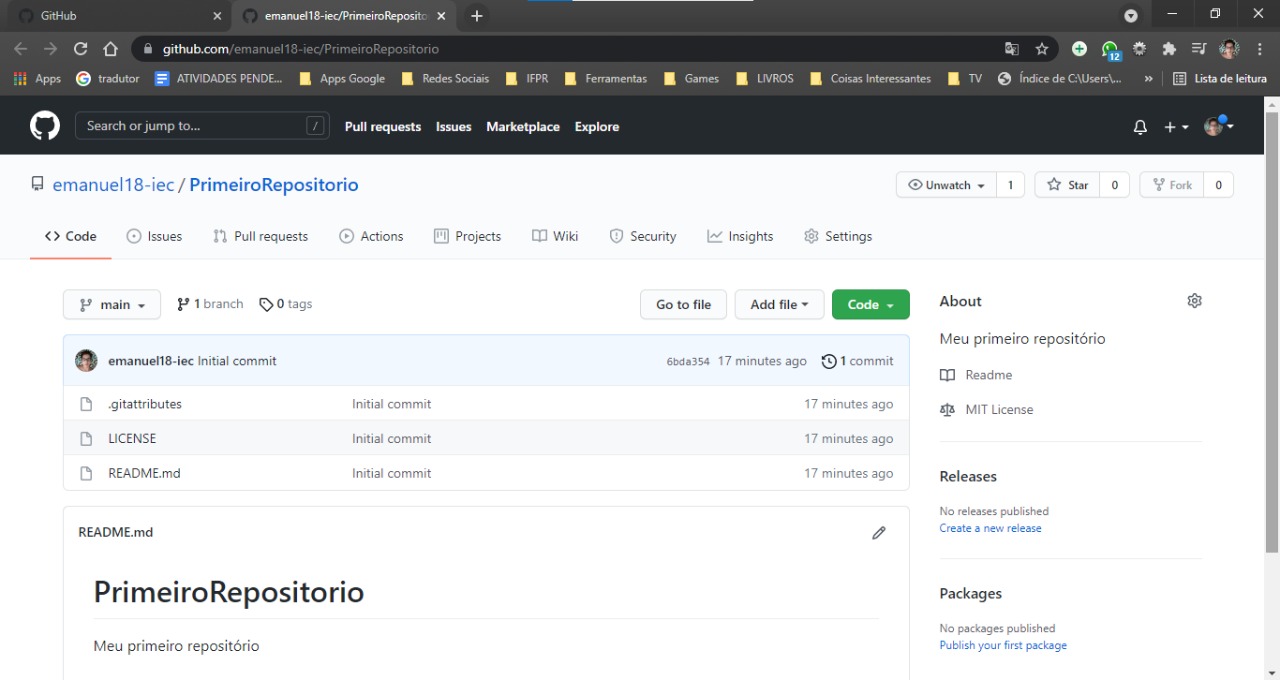 GitHub
emanuel18-iec/PrimeiroReposito
github.com/emanuel18-iec/PrimeiroRepositorio
12
Apps tradutor ATIVIDADES PENDE... Apps Google Redes Sociais IFPR Ferramentas Games LIVROS Coisas Interessantes TV Índice de C:\Users\... » Lista de leitura
Search or jump to... / Pull requests Issues Marketplace Explore
emanuel18-iec / PrimeiroRepositorio Unwatch 1 Star 0 Fork 0
Code Issues Pull requests Actions Projects Wiki Security Insights Settings
main 1 branch 0 tags Go to file Add file Code
emanuel18-iec Initial commit 6bda354 17 minutes ago 1 commit
.gitattributes Initial commit 17 minutes ago
LICENSE Initial commit 17 minutes ago
README.md Initial commit 17 minutes ago
README.md
PrimeiroRepositorio
Meu primeiro repositório
About
Meu primeiro repositório
Readme
MIT License
Releases
No releases published
Create a new release
Packages
No packages published
Publish your first package